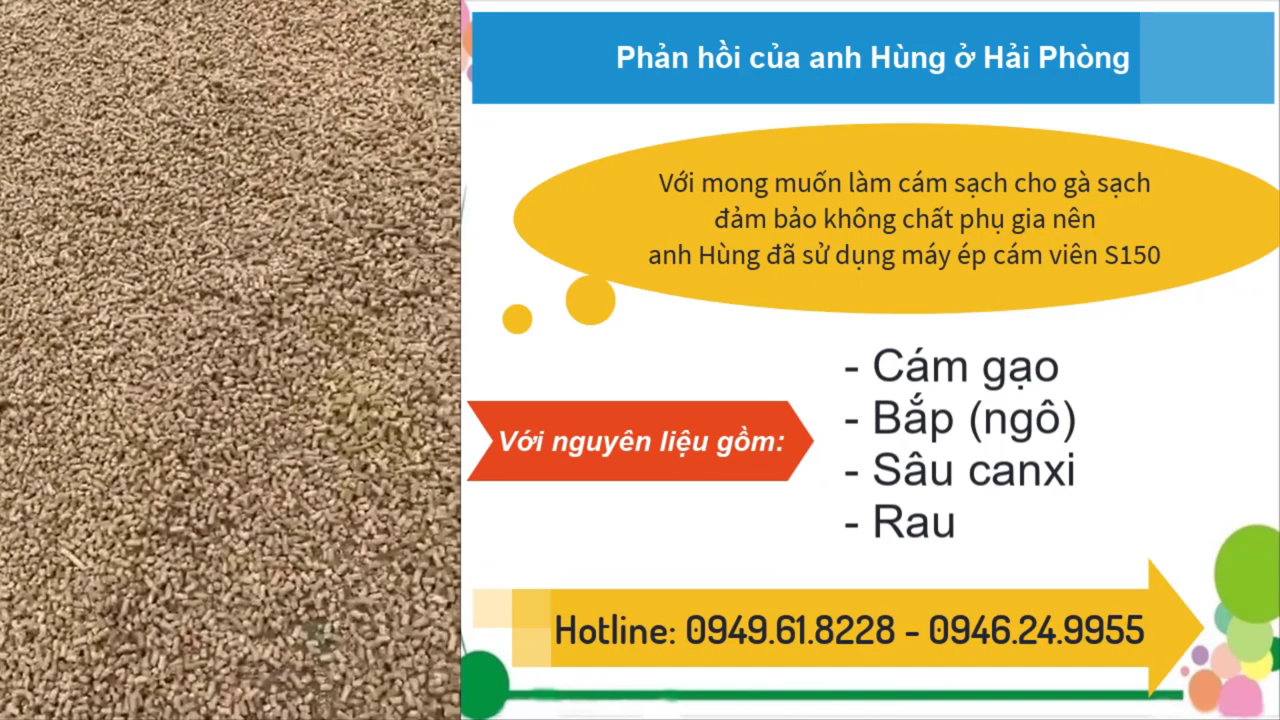 Phản hồi của anh Hùng ở Hải Phòng
Với mong muốn làm cám sạch cho gà sạch
đảm bảo không chất phụ gia nên
anh Hùng đã sử dụng máy ép cám viên S150
Với nguyên liệu gồm:
- Cám gạo
- Bắp (ngô)
- Sâu canxi
- Rau
Hotline: 0949.61.8228 - 0946.24.9955